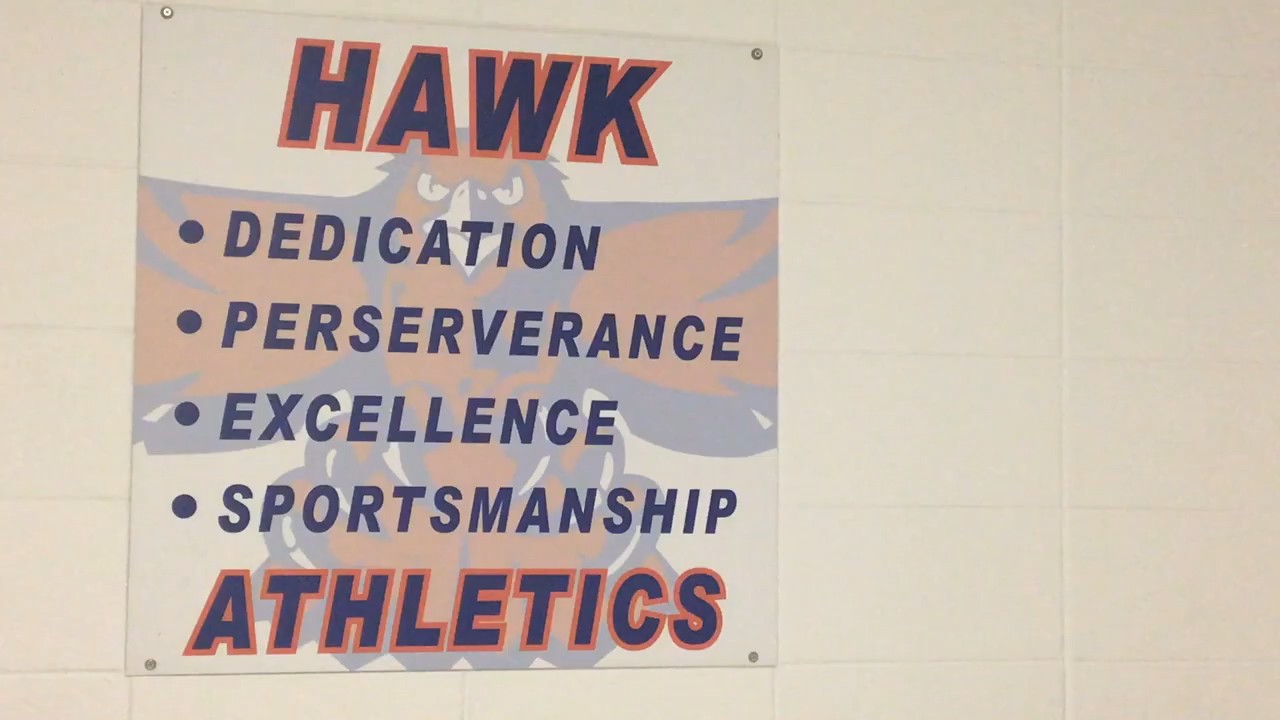 HAWK
• DEDICATION
• PERSERVERANCE
• EXCELLENCE
• SPORTSMANSHIP
ATHLETICS